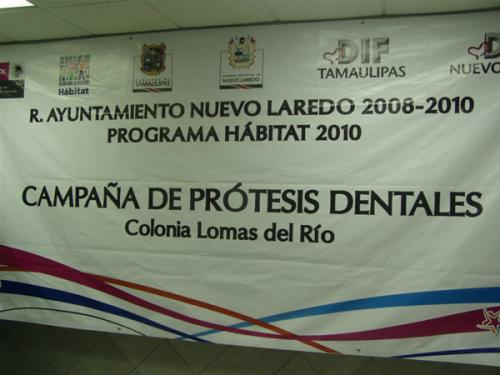 Hábitat
TAMAULIPAS
NUEVO LAREDO
DIF
TAMAULIPAS
DIF
NUEVO
R. AYUNTAMIENTO NUEVO LAREDO 2008-2010
PROGRAMA HÁBITAT 2010
CAMPAÑA DE PRÓTESIS DENTALES
Colonia Lomas del Río